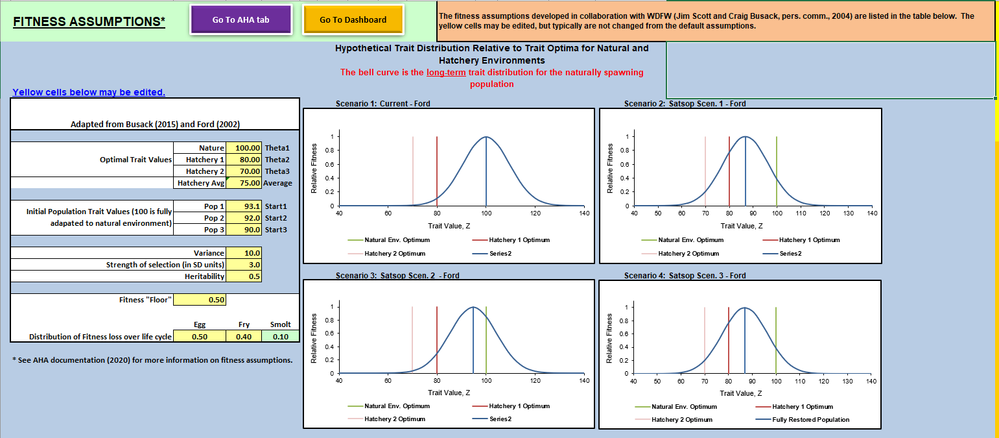 FITNESS ASSUMPTIONS*
Go To AHA tab
Go To Dashboard
The fitness assumptions developed in collaboration with WDFW (Jim Scott and Craig Busack, pers. comm., 2004) are listed in the table below. The
yellow cells may be edited, but typically are not changed from the default assumptions.
Hypothetical Trait Distribution Relative to Trait Optima for Natural and
Hatchery Environments
The bell curve is the long-term trait distribution for the naturally spawning
population
Yellow cells below may be edited.
Adapted from Busack (2015) and Ford (2002)
Optimal Trait Values
Nature 100.00 Theta1
Hatchery 1 80.00 Theta2
Hatchery 2 70.00 Theta3
Hatchery Avg 75.00 Average
Initial Population Trait Values (100 is fully
adapated to natural environment)
Pop 1 93.1 Start1
Pop 2 92.0 Start2
Pop 3 90.0 Start3
Variance 10.0
Strength of selection (in SD units) 3.0
Heritability 0.5
Fitness "Floor" 0.50
Egg Fry Smolt
Distribution of Fitness loss over life cycle 0.50 0.40 0.10
* See AHA documentation (2020) for more information on fitness assumptions.
Scenario 1: Current - Ford
Relative Fitness
1
0.8
0.6
0.4
0.2
0
40 60 80 100 120 140
Trait Value, Z
Natural Env. Optimum Hatchery 1 Optimum
Hatchery 2 Optimum Series2
Scenario 2: Satsop Scen. 1 - Ford
Relative Fitness
1
0.8
0.6
0.4
0.2
0
40 50 60 70 80 90 100 110 120 130 140
Trait Value, Z
Natural Env. Optimum Hatchery 1 Optimum
Hatchery 2 Optimum Series2
Scenario 3: Satsop Scen. 2 - Ford
Relative Fitness
1
0.8
0.6
0.4
0.2
0
40 60 80 100 120 140
Trait Value, Z
Natural Env. Optimum Hatchery 1 Optimum
Hatchery 2 Optimum Series2
Scenario 4: Satsop Scen. 3 - Ford
Relative Fitness
1
0.8
0.6
0.4
0.2
0
40 50 60 70 80 90 100 110 120 130 140
Trait Value, Z
Natural Env. Optimum Hatchery 1 Optimum
Hatchery 2 Optimum Fully Restored Population